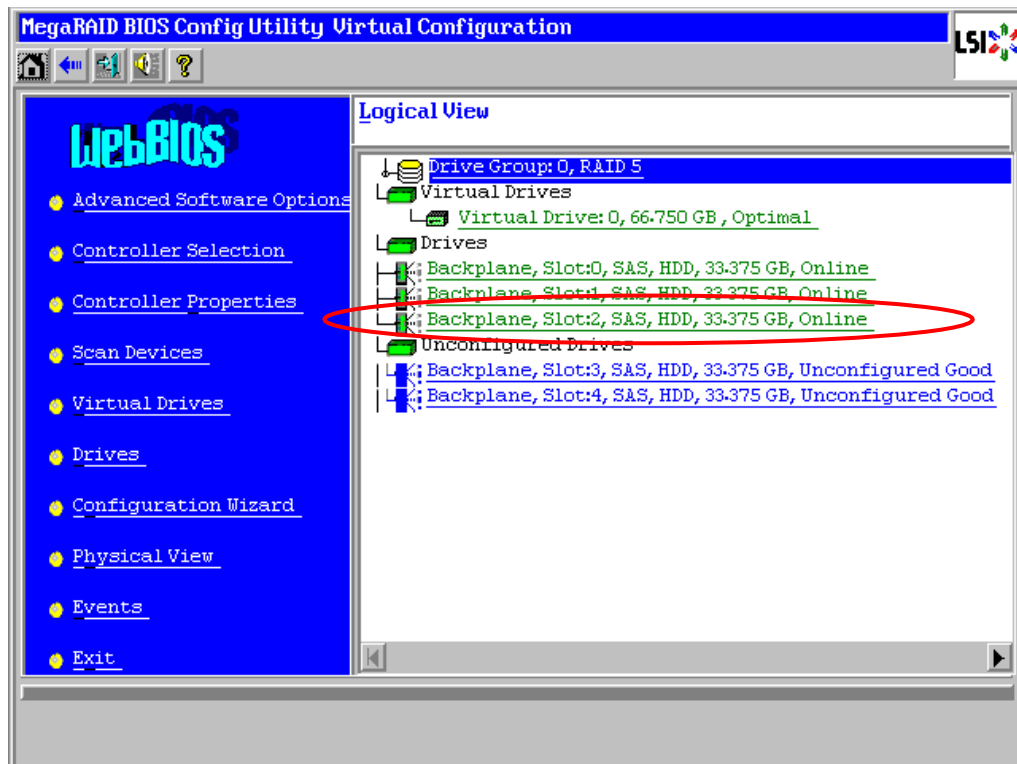 MegaRAID BIOS Config Utility Virtual Configuration
LSI
?
WebBIOS
Logical View
Advanced Software Options
Controller Selection
Controller Properties
Scan Devices
Virtual Drives
Drives
Configuration Wizard
Physical View
Events
Exit
Drive Group: 0, RAID 5
Virtual Drives
Virtual Drive: 0, 66.750 GB , Optimal
Drives
Backplane, Slot:0, SAS, HDD, 33.375 GB, Online
Backplane, Slot:1, SAS, HDD, 33.375 GB, Online
Backplane, Slot:2, SAS, HDD, 33.375 GB, Online
Unconfigured Drives
Backplane, Slot:3, SAS, HDD, 33.375 GB, Unconfigured Good
Backplane, Slot:4, SAS, HDD, 33.375 GB, Unconfigured Good